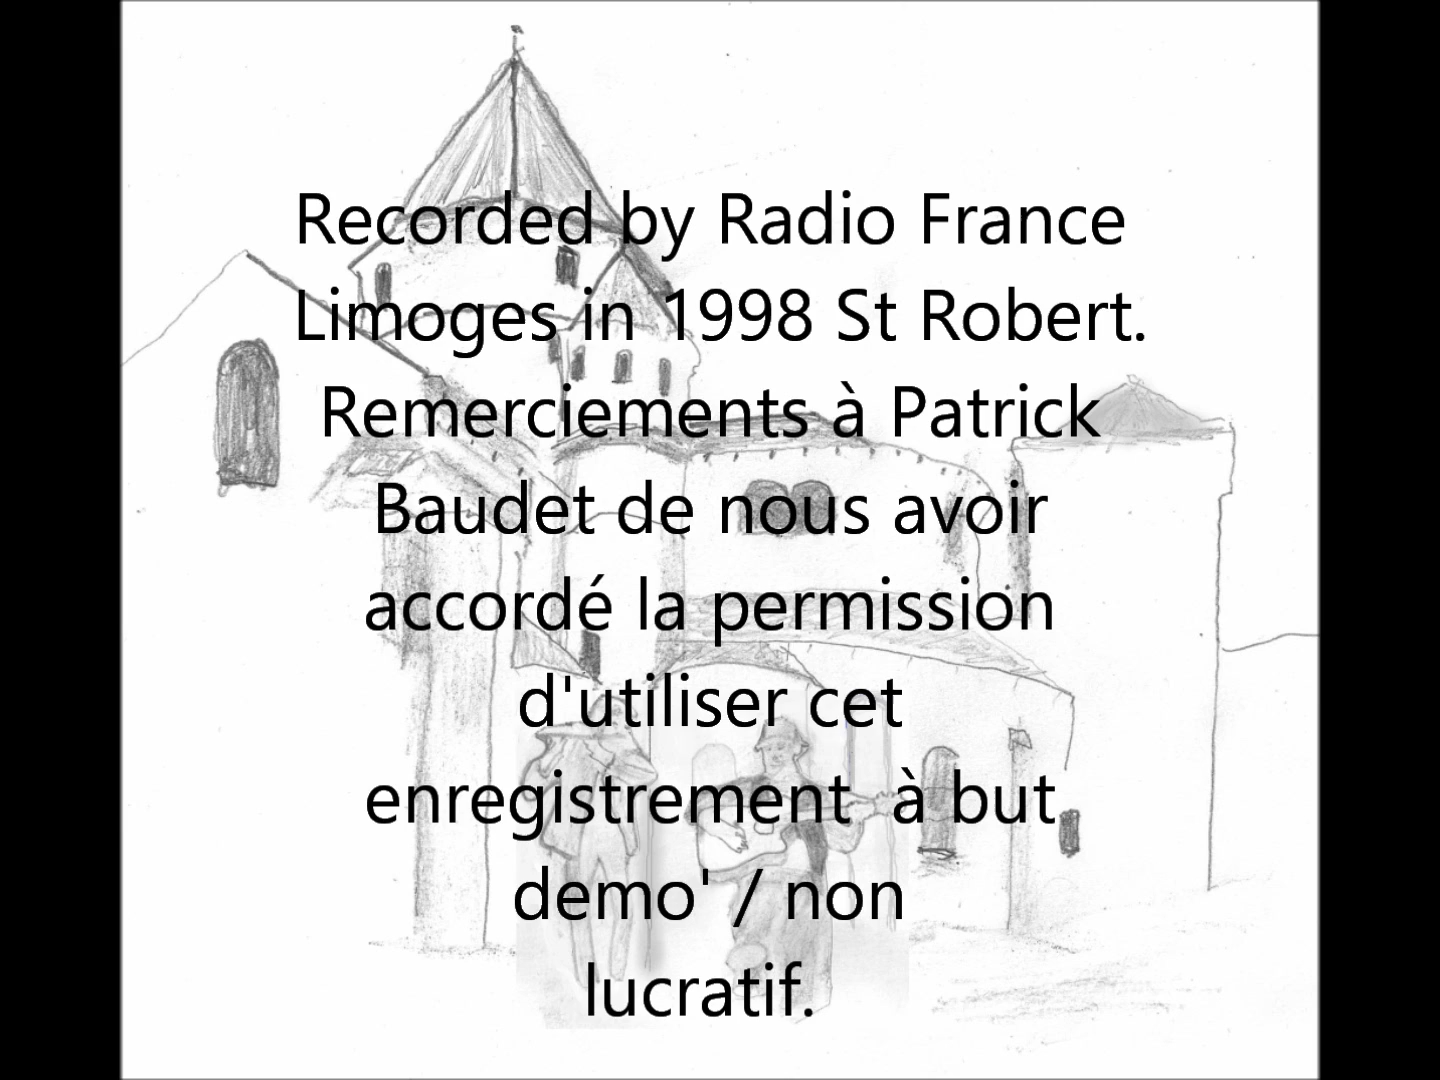 Recorded by Radio France
Limoges in 1998 St Robert.
Remerciements à Patrick
Baudet de nous avoir
accordé la permission
d'utiliser cet
enregistrement  à but
demo' / non
lucratif.